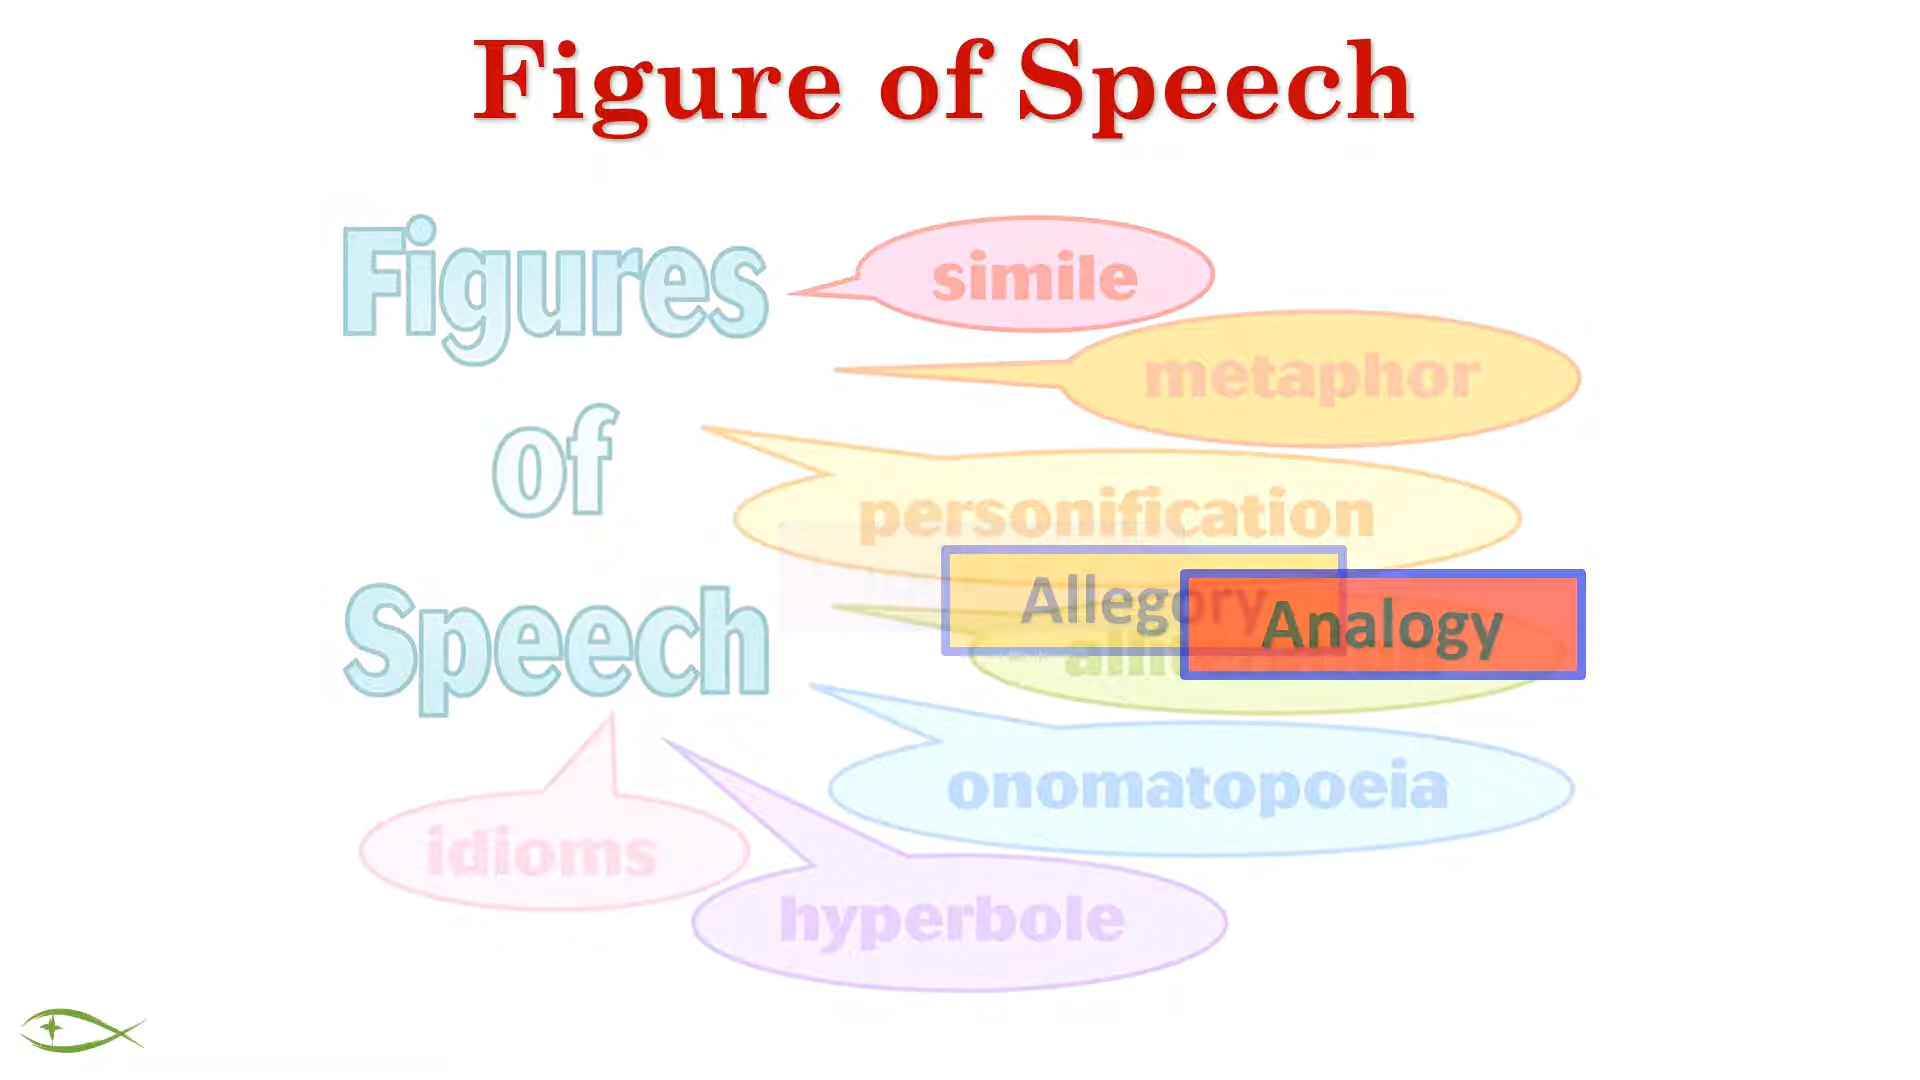 Figure of Speech
Figures
of
Speech
simile
metaphor
personification
Allegory
Analogy
onomatopoeia
idioms
hyperbole